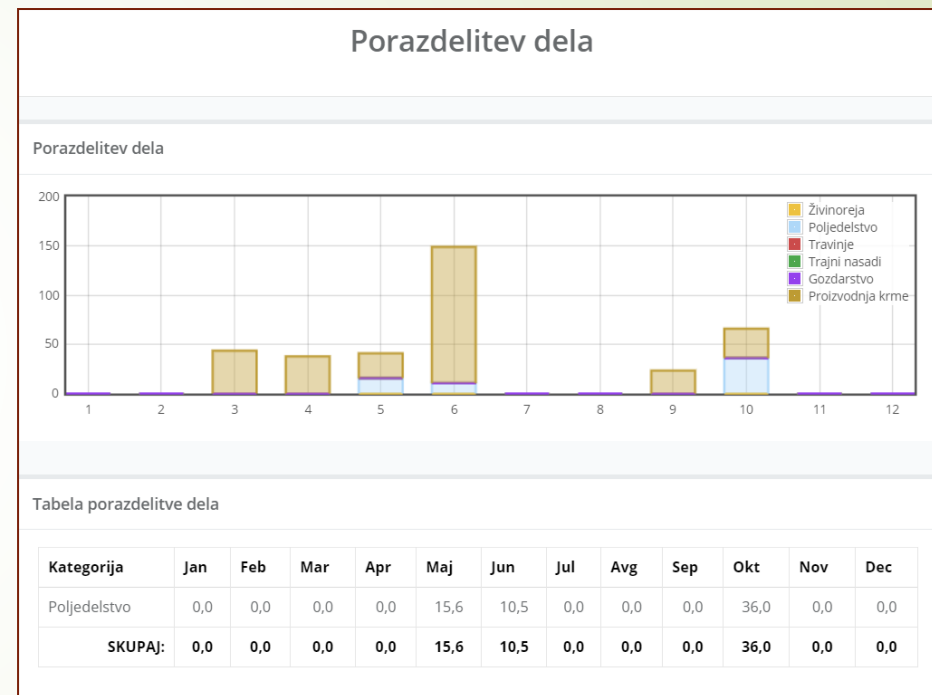 Porazdelitev dela
Porazdelitev dela
200
150
100
50
0
1 2 3 4 5 6 7 8 9 10 11 12
Živinoreja
Poljedelstvo
Travinje
Trajni nasadi
Gozdarstvo
Proizvodnja krme
Tabela porazdelitve dela
Kategorija Jan Feb Mar Apr Maj Jun Jul Avg Sep Okt Nov Dec
Poljedelstvo 0,0 0,0 0,0 0,0 15,6 10,5 0,0 0,0 0,0 36,0 0,0 0,0
SKUPAJ: 0,0 0,0 0,0 0,0 15,6 10,5 0,0 0,0 0,0 36,0 0,0 0,0